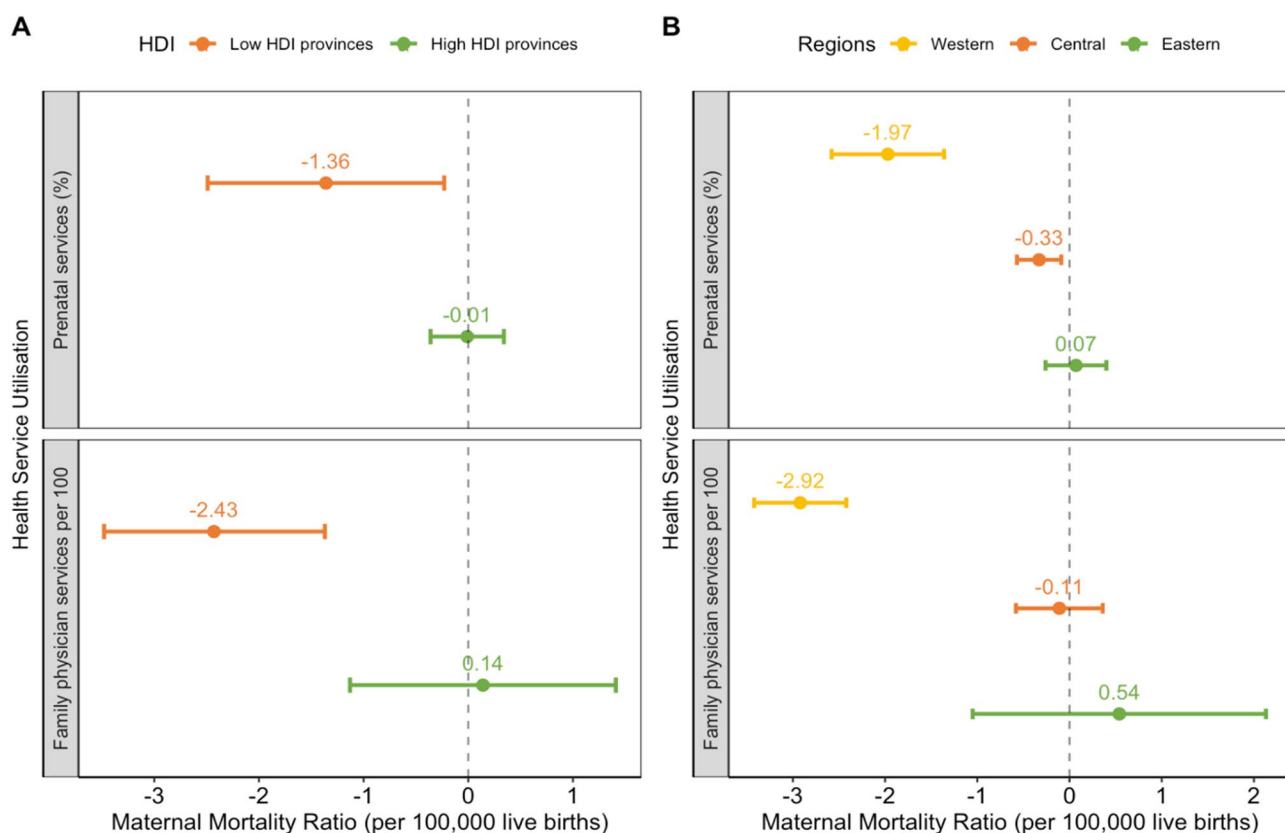 A
HDI Low HDI provinces High HDI provinces
Health Service Utilisation
Prenatal services (%)
-1.36
-0.01
Family physician services per 100
-2.43
0.14
-3 -2 -1 0 1
Maternal Mortality Ratio (per 100,000 live births)
B
Regions Western Central Eastern
Health Service Utilisation
Prenatal services (%)
-1.97
-0.33
0.07
Family physician services per 100
-2.92
-0.11
0.54
-3 -2 -1 0 1 2
Maternal Mortality Ratio (per 100,000 live births)